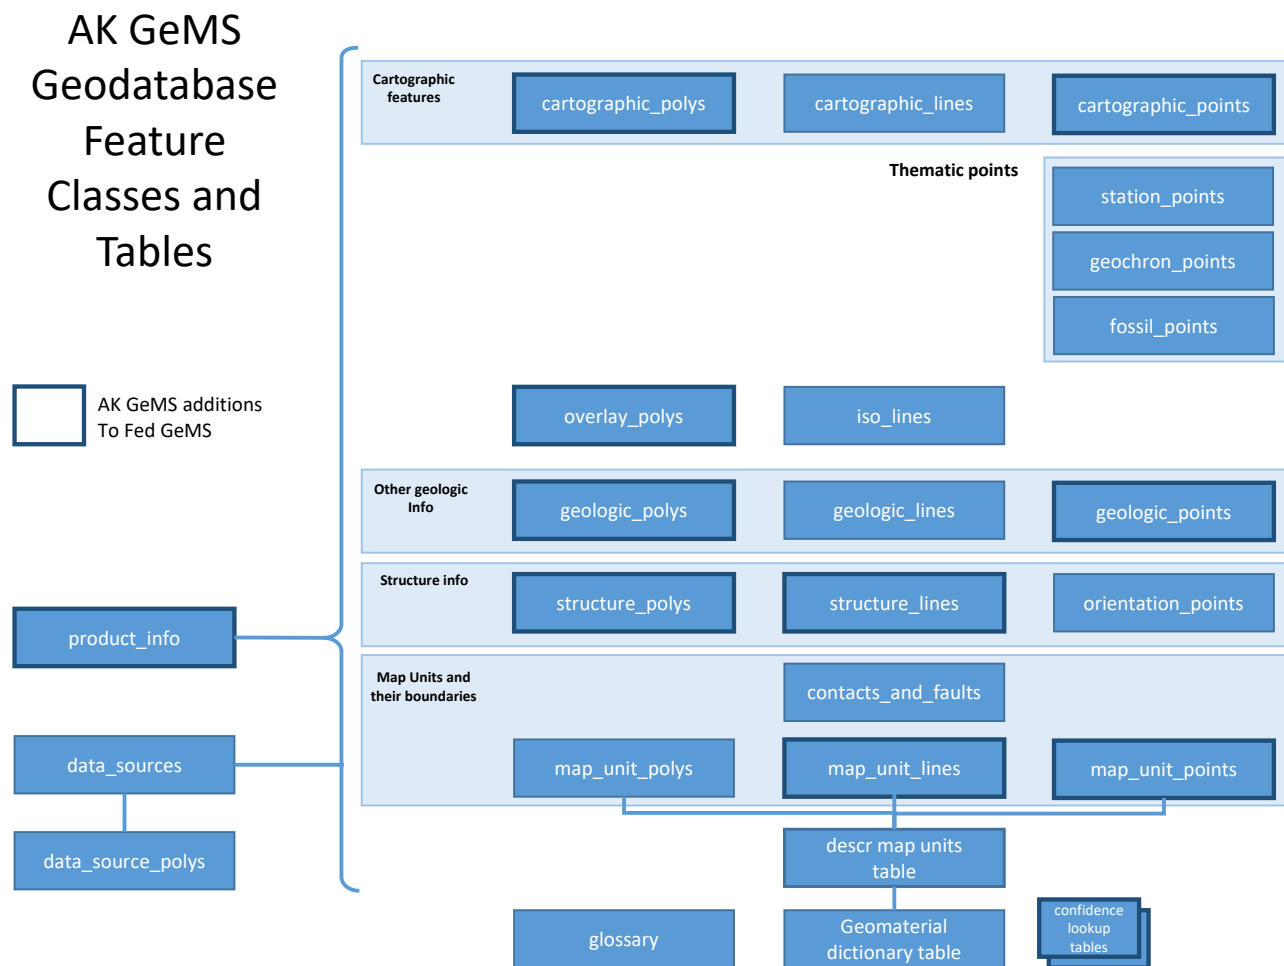 AK GeMS
Geodatabase
Feature
Classes and
Tables
Cartographic
features
cartographic_polys
cartographic_lines
cartographic_points
Thematic points
station_points
geochron_points
fossil_points
AK GeMS additions
To Fed GeMS
overlay_polys
iso_lines
Other geologic
Info
geologic_polys
geologic_lines
geologic_points
Structure info
structure_polys
structure_lines
orientation_points
product_info
Map Units and
their boundaries
contacts_and_faults
data_sources
map_unit_polys
map_unit_lines
map_unit_points
data_source_polys
descr map units
table
glossary
Geomaterial
dictionary table
confidence
lookup
tables